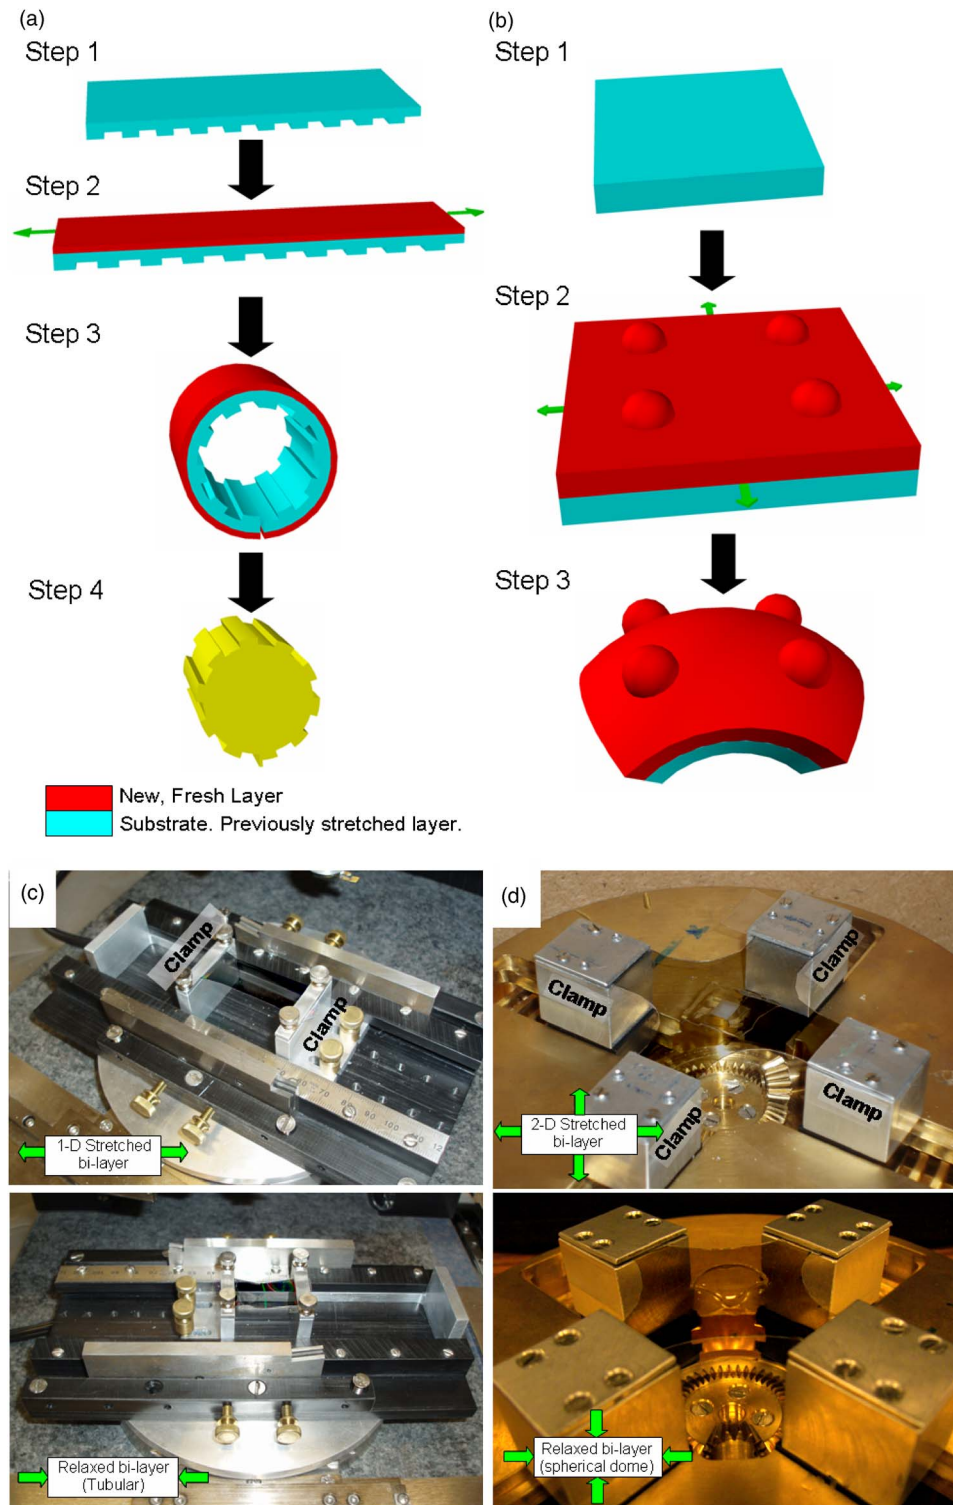 (a)
Step 1
Step 2
Step 3
Step 4
(b)
Step 1
Step 2
Step 3
New, Fresh Layer
Substrate. Previously stretched layer.
(c)
Clamp
Clamp
1-D Stretched
bi-layer
(d)
Clamp
Clamp
Clamp
Clamp
2-D Stretched
bi-layer
Relaxed bi-layer
(Tubular)
Relaxed bi-layer
(spherical dome)